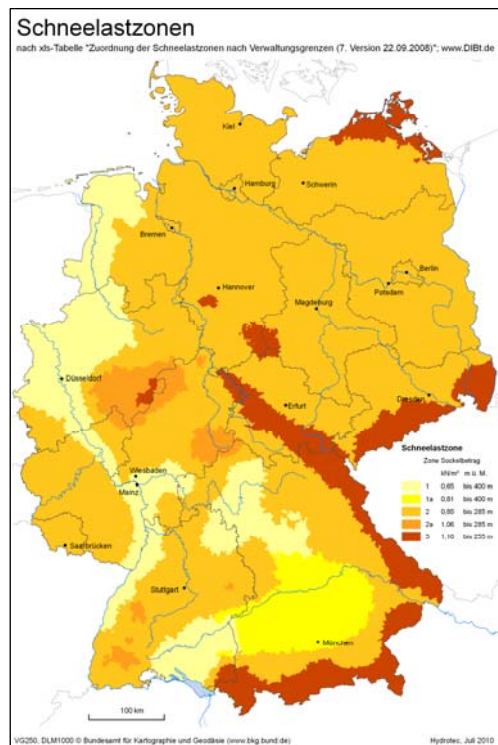 Schneelastzonen
nach xls-Tabelle "Zuordnung der Schneelastzonen nach Verwaltungsgrenzen (7. Version 22.09.2008)"; www.DIBt.de
Kiel
Hamburg
Schwerin
Bremen
Berlin
Hannover
Potsdam
Magdeburg
Düsseldorf
Erfurt
Dresden
Wiesbaden
Mainz
Saarbrücken
Stuttgart
München
Schneelastzone
Zone Sockelbetrag
kN/m² m ü. M.
1 0,65 bis 400 m
1a 0,81 bis 400 m
2 0,85 bis 285 m
2a 1,06 bis 285 m
3 1,10 bis 255 m
100 km
VG250, DLM1000 © Bundesamt für Kartographie und Geodäsie (www.bkg.bund.de)
Hydrotec, Juli 2010